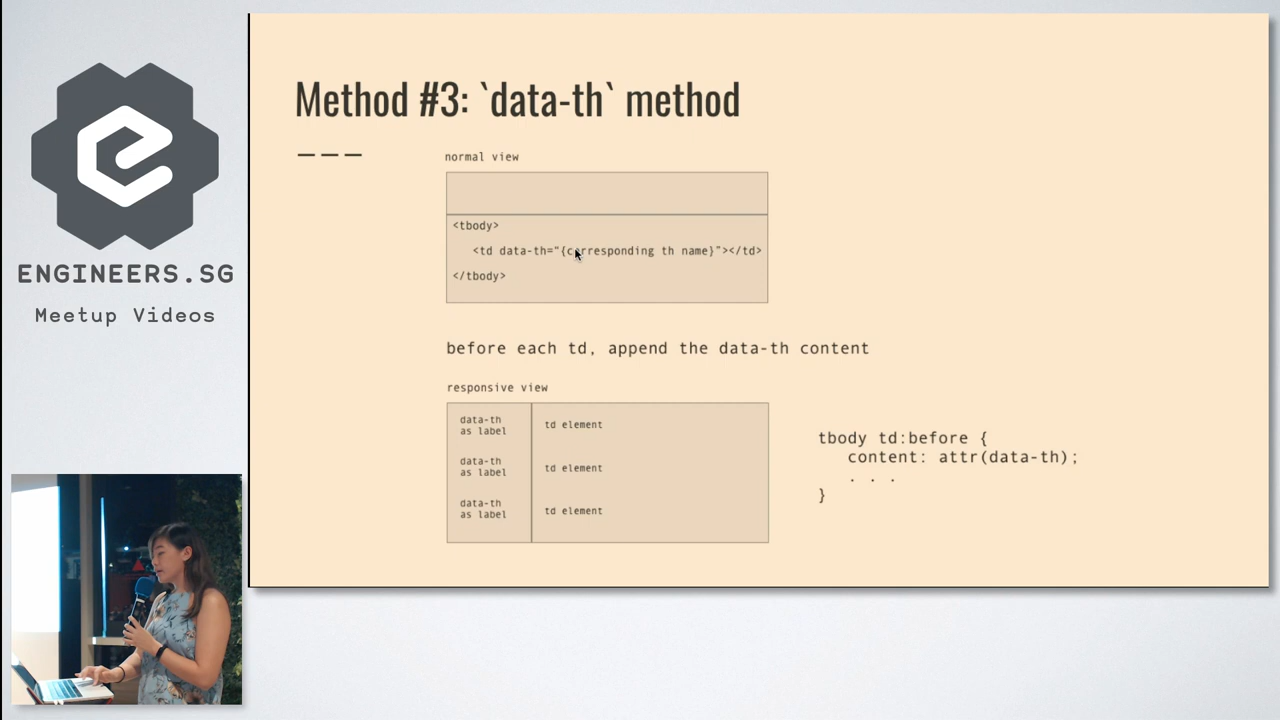 ENGINEERS.SG
Meetup Videos
Method #3: `data-th` method
normal view
<tbody>
<td data-th="{corresponding th name}"></td>
</tbody>
before each td, append the data-th content
responsive view
data-th
as label
td element
data-th
as label
td element
data-th
as label
td element
tbody td:before {
content: attr(data-th);
. . .
}